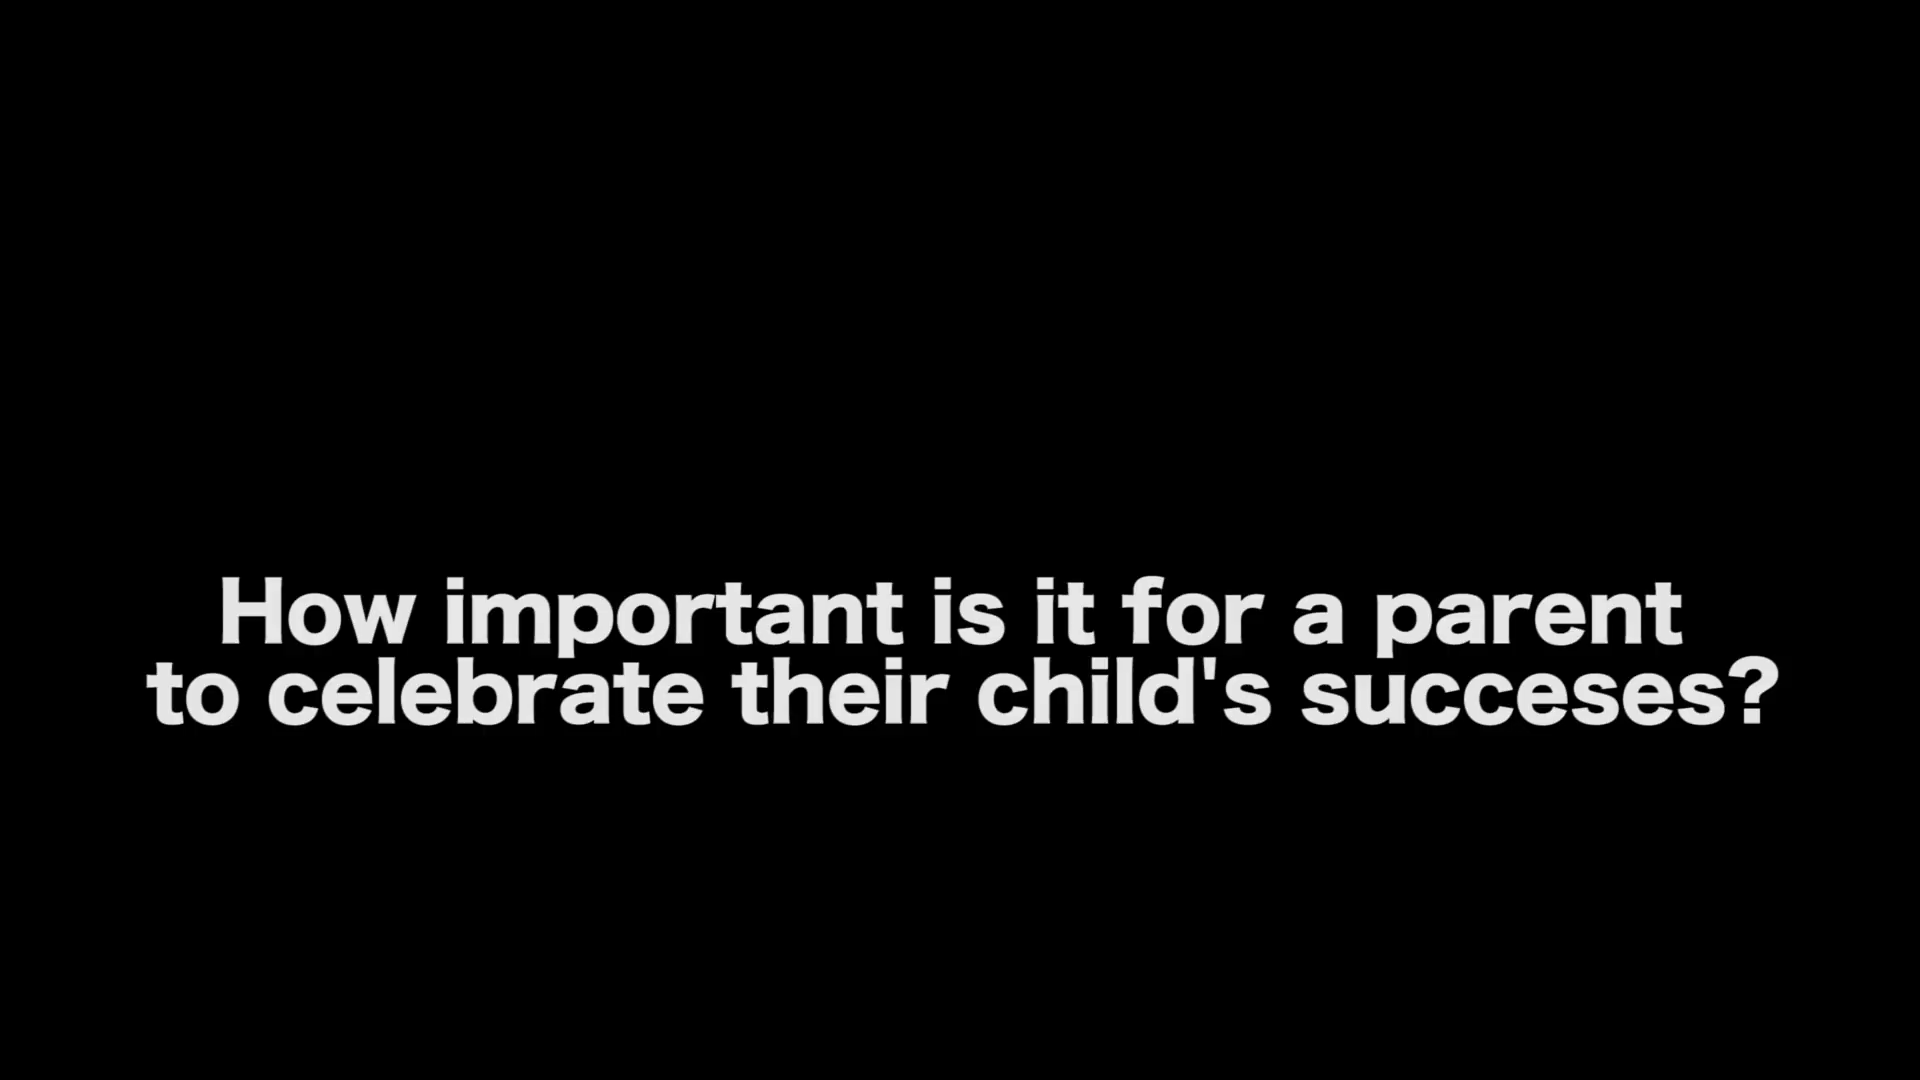 How important is it for a parent
to celebrate their child's succeses?